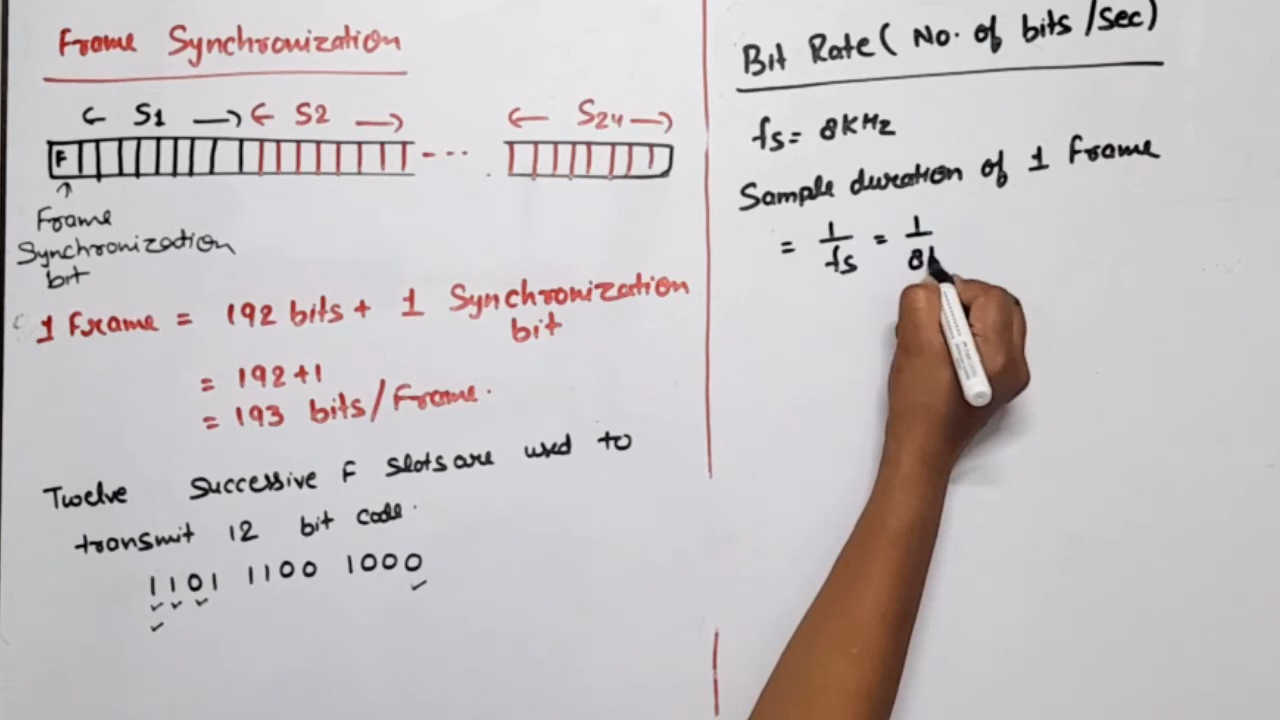 Frame Synchronization
S1 S2 S24
F
Frame
Synchronization
bit
1 Frame = 192 bits + 1 Synchronization
bit
= 192+1
= 193 bits/Frame.
Twelve successive F slots are used to
transmit 12 bit code.
1101 1100 1000
Bit Rate ( No. of bits /Sec)
fs = 8KHz
Sample duration of 1 Frame
= 1/fs = 1/8